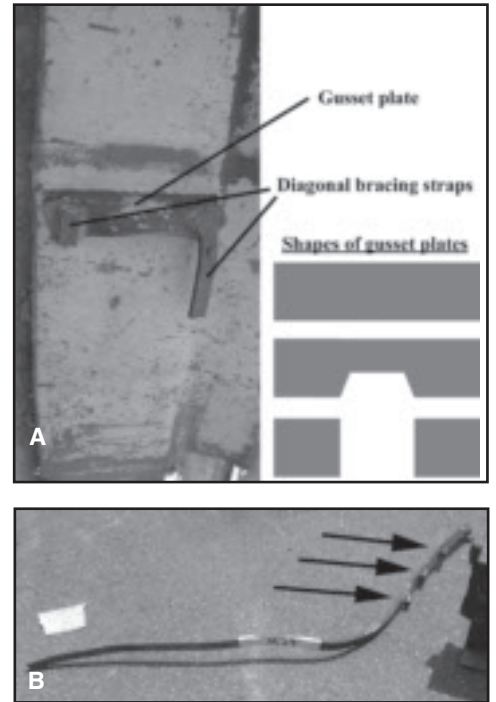 Gusset plate
Diagonal bracing straps
Shapes of gusset plates
A
B